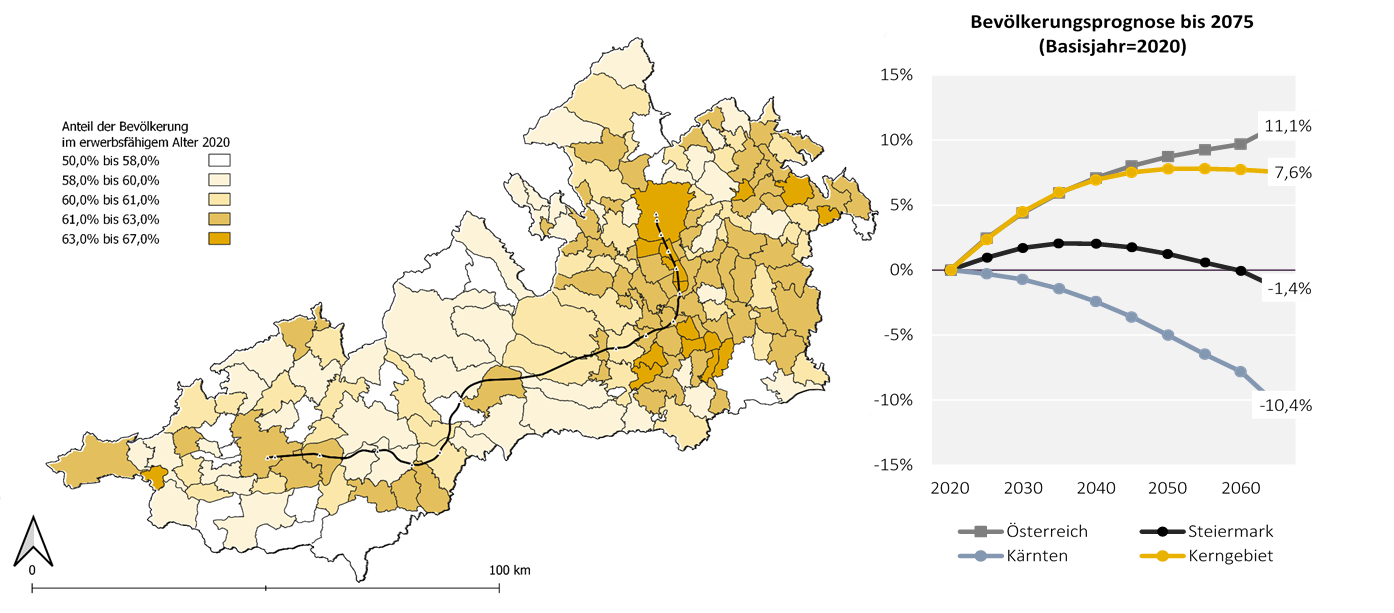 Anteil der Bevölkerung
im erwerbsfähigem Alter 2020
50,0% bis 58,0%
58,0% bis 60,0%
60,0% bis 61,0%
61,0% bis 63,0%
63,0% bis 67,0%
0
100 km
Bevölkerungsprognose bis 2075
(Basisjahr=2020)
15%
10%
5%
0%
-5%
-10%
-15%
11,1%
7,6%
-1,4%
-10,4%
2020
2030
2040
2050
2060
Österreich
Steiermark
Kärnten
Kerngebiet